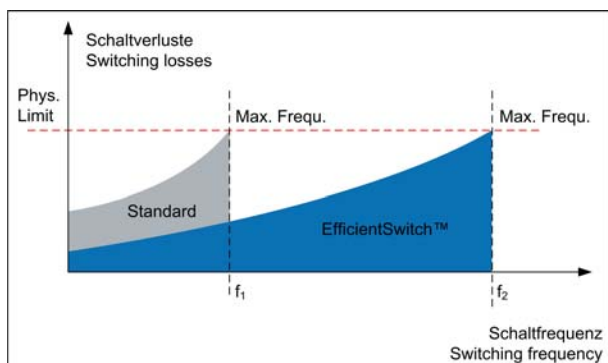 Schaltverluste
Switching losses
Phys.
Limit
Max. Frequ.
Max. Frequ.
Standard
EfficientSwitch™
f₁
f₂
Schaltfrequenz
Switching frequency